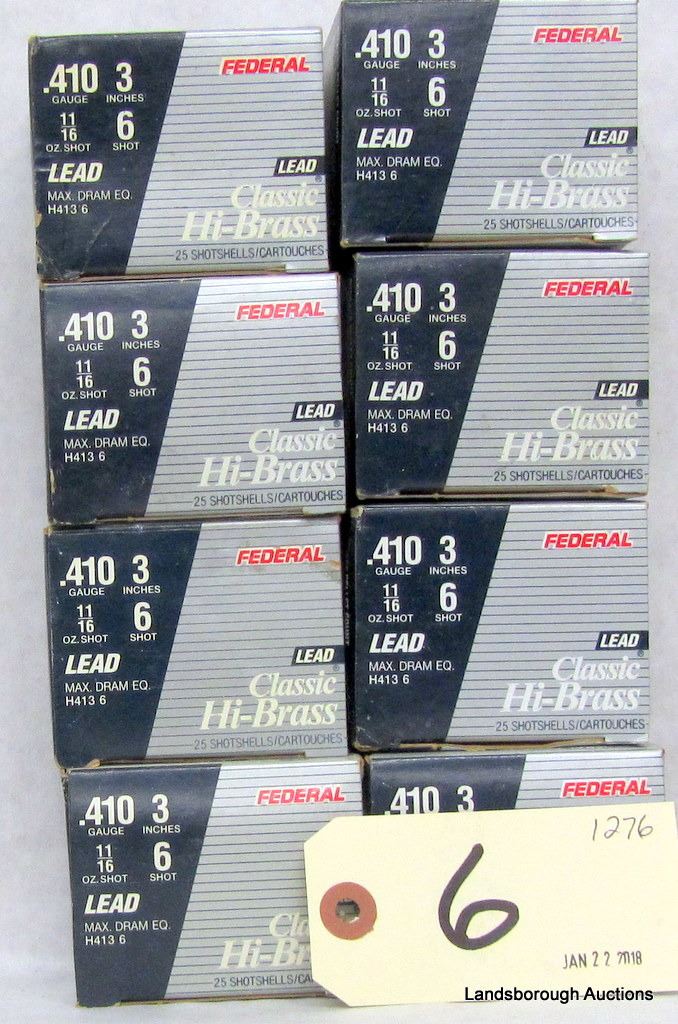 .410 3
GAUGE INCHES
11/16 6
OZ. SHOT SHOT
LEAD
MAX. DRAM EQ.
H413 6
FEDERAL
LEAD
Classic®
Hi-Brass
25 SHOTSHELLS/CARTOUCHES
.410 3
GAUGE INCHES
11/16 6
OZ. SHOT SHOT
LEAD
MAX. DRAM EQ.
H413 6
FEDERAL
LEAD
Classic®
Hi-Brass
25 SHOTSHELLS/CARTOUCHES
.410 3
GAUGE INCHES
11/16 6
OZ. SHOT SHOT
LEAD
MAX. DRAM EQ.
H413 6
FEDERAL
LEAD
Classic®
Hi-Brass
25 SHOTSHELLS/CARTOUCHES
.410 3
GAUGE INCHES
11/16 6
OZ. SHOT SHOT
LEAD
MAX. DRAM EQ.
H413 6
FEDERAL
LEAD
Classic®
Hi-Brass
25 SHOTSHELLS/CARTOUCHES
.410 3
GAUGE INCHES
11/16 6
OZ. SHOT SHOT
LEAD
MAX. DRAM EQ.
H413 6
FEDERAL
LEAD
Classic®
Hi-Brass
25 SHOTSHELLS/CARTOUCHES
.410 3
GAUGE INCHES
11/16 6
OZ. SHOT SHOT
LEAD
MAX. DRAM EQ.
H413 6
FEDERAL
LEAD
Classic®
Hi-Brass
25 SHOTSHELLS/CARTOUCHES
.410 3
GAUGE INCHES
11/16 6
OZ. SHOT SHOT
LEAD
MAX. DRAM EQ.
H413 6
FEDERAL
Cla
Hi-Br
25 SHOTSHELLS/CA
.410 3
FEDERAL
1276
6
JAN 22 2018
Landsborough Auctions